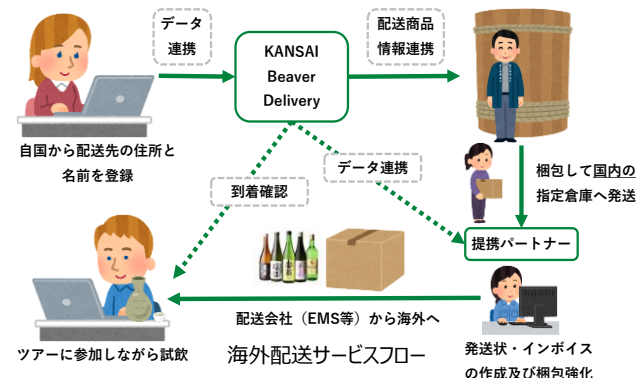 データ
連携
KANSAI
Beaver
Delivery
配送商品
情報連携
自国から配送先の住所と
名前を登録
到着確認
データ連携
梱包して国内の
指定倉庫へ発送
提携パートナー
配送会社（EMS等）から海外へ
ツアーに参加しながら試飲
海外配送サービスフロー
発送状・インボイス
の作成及び梱包強化